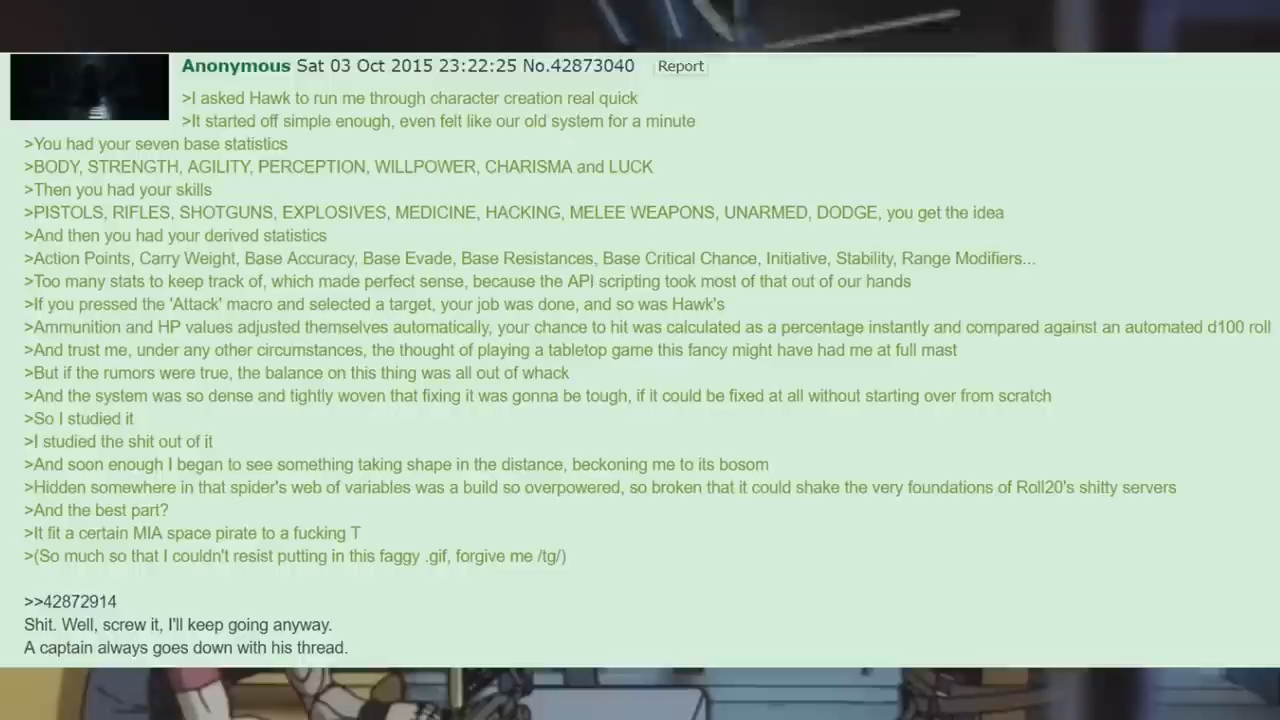 Anonymous Sat 03 Oct 2015 23:22:25 No.42873040 Report
>I asked Hawk to run me through character creation real quick
>It started off simple enough, even felt like our old system for a minute
>You had your seven base statistics
>BODY, STRENGTH, AGILITY, PERCEPTION, WILLPOWER, CHARISMA and LUCK
>Then you had your skills
>PISTOLS, RIFLES, SHOTGUNS, EXPLOSIVES, MEDICINE, HACKING, MELEE WEAPONS, UNARMED, DODGE, you get the idea
>And then you had your derived statistics
>Action Points, Carry Weight, Base Accuracy, Base Evade, Base Resistances, Base Critical Chance, Initiative, Stability, Range Modifiers...
>Too many stats to keep track of, which made perfect sense, because the API scripting took most of that out of our hands
>If you pressed the 'Attack' macro and selected a target, your job was done, and so was Hawk's
>Ammunition and HP values adjusted themselves automatically, your chance to hit was calculated as a percentage instantly and compared against an automated d100 roll
>And trust me, under any other circumstances, the thought of playing a tabletop game this fancy might have had me at full mast
>But if the rumors were true, the balance on this thing was all out of whack
>And the system was so dense and tightly woven that fixing it was gonna be tough, if it could be fixed at all without starting over from scratch
>So I studied it
>I studied the shit out of it
>And soon enough I began to see something taking shape in the distance, beckoning me to its bosom
>Hidden somewhere in that spider's web of variables was a build so overpowered, so broken that it could shake the very foundations of Roll20's shitty servers
>And the best part?
>It fit a certain MIA space pirate to a fucking T
>(So much so that I couldn't resist putting in this faggy .gif, forgive me /tg/)
>>42872914
Shit. Well, screw it, I'll keep going anyway.
A captain always goes down with his thread.